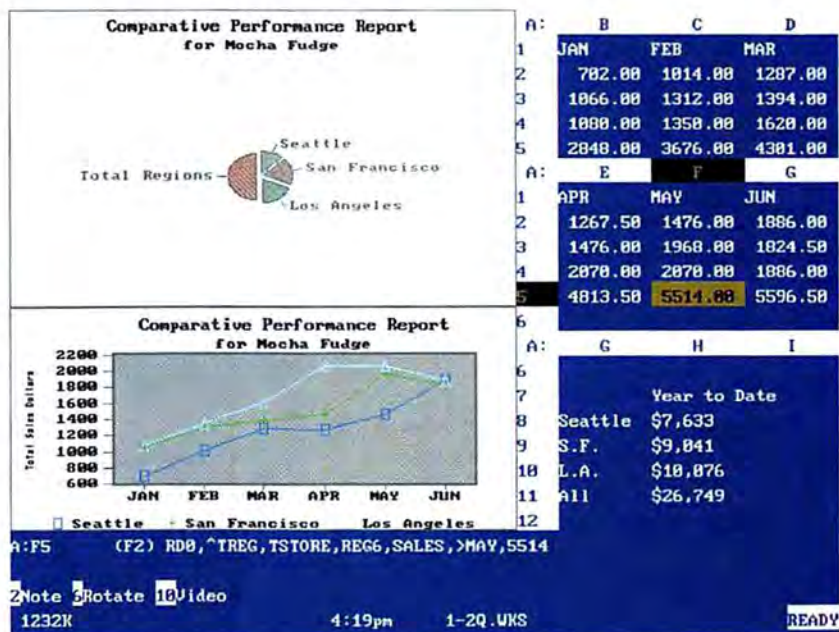 Comparative Performance Report
for Mocha Fudge
Seattle
San Francisco
Total Regions
Los Angeles
Comparative Performance Report
for Mocha Fudge
Total Sales Dollars
2200
2000
1800
1600
1400
1200
1000
800
600
JAN FEB MAR APR MAY JUN
Seattle San Francisco Los Angeles
A: B C D
1 JAN FEB MAR
2 702.00 1014.00 1287.00
3 1066.00 1312.00 1394.00
4 1080.00 1350.00 1620.00
5 2848.00 3676.00 4301.00
A: E F G
1 APR MAY JUN
2 1267.50 1476.00 1886.00
3 1476.00 1968.00 1824.50
4 2070.00 2070.00 1886.00
5 4813.50 5514.00 5596.50
6
A: G H I
6
7 Year to Date
8 Seattle $7,633
9 S.F. $9,041
10 L.A. $10,076
11 All $26,749
12
A:F5 (F2) RD0,^TREG,TSTORE,REG6,SALES,>MAY,5514
2Note 6Rotate 10Video
1232K 4:19pm 1-2Q.WKS READY